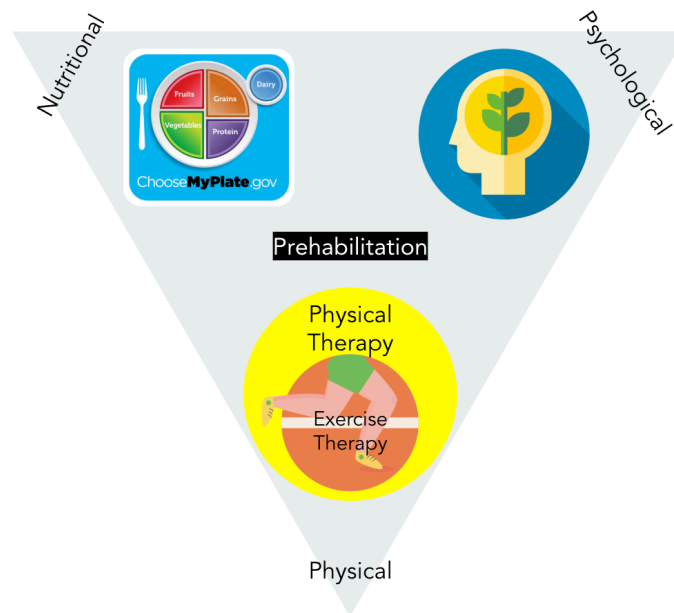 Nutritional
Psychological
Fruits
Grains
Dairy
Vegetables
Protein
ChooseMyPlate.gov
Prehabilitation
Physical
Therapy
Exercise
Therapy
Physical